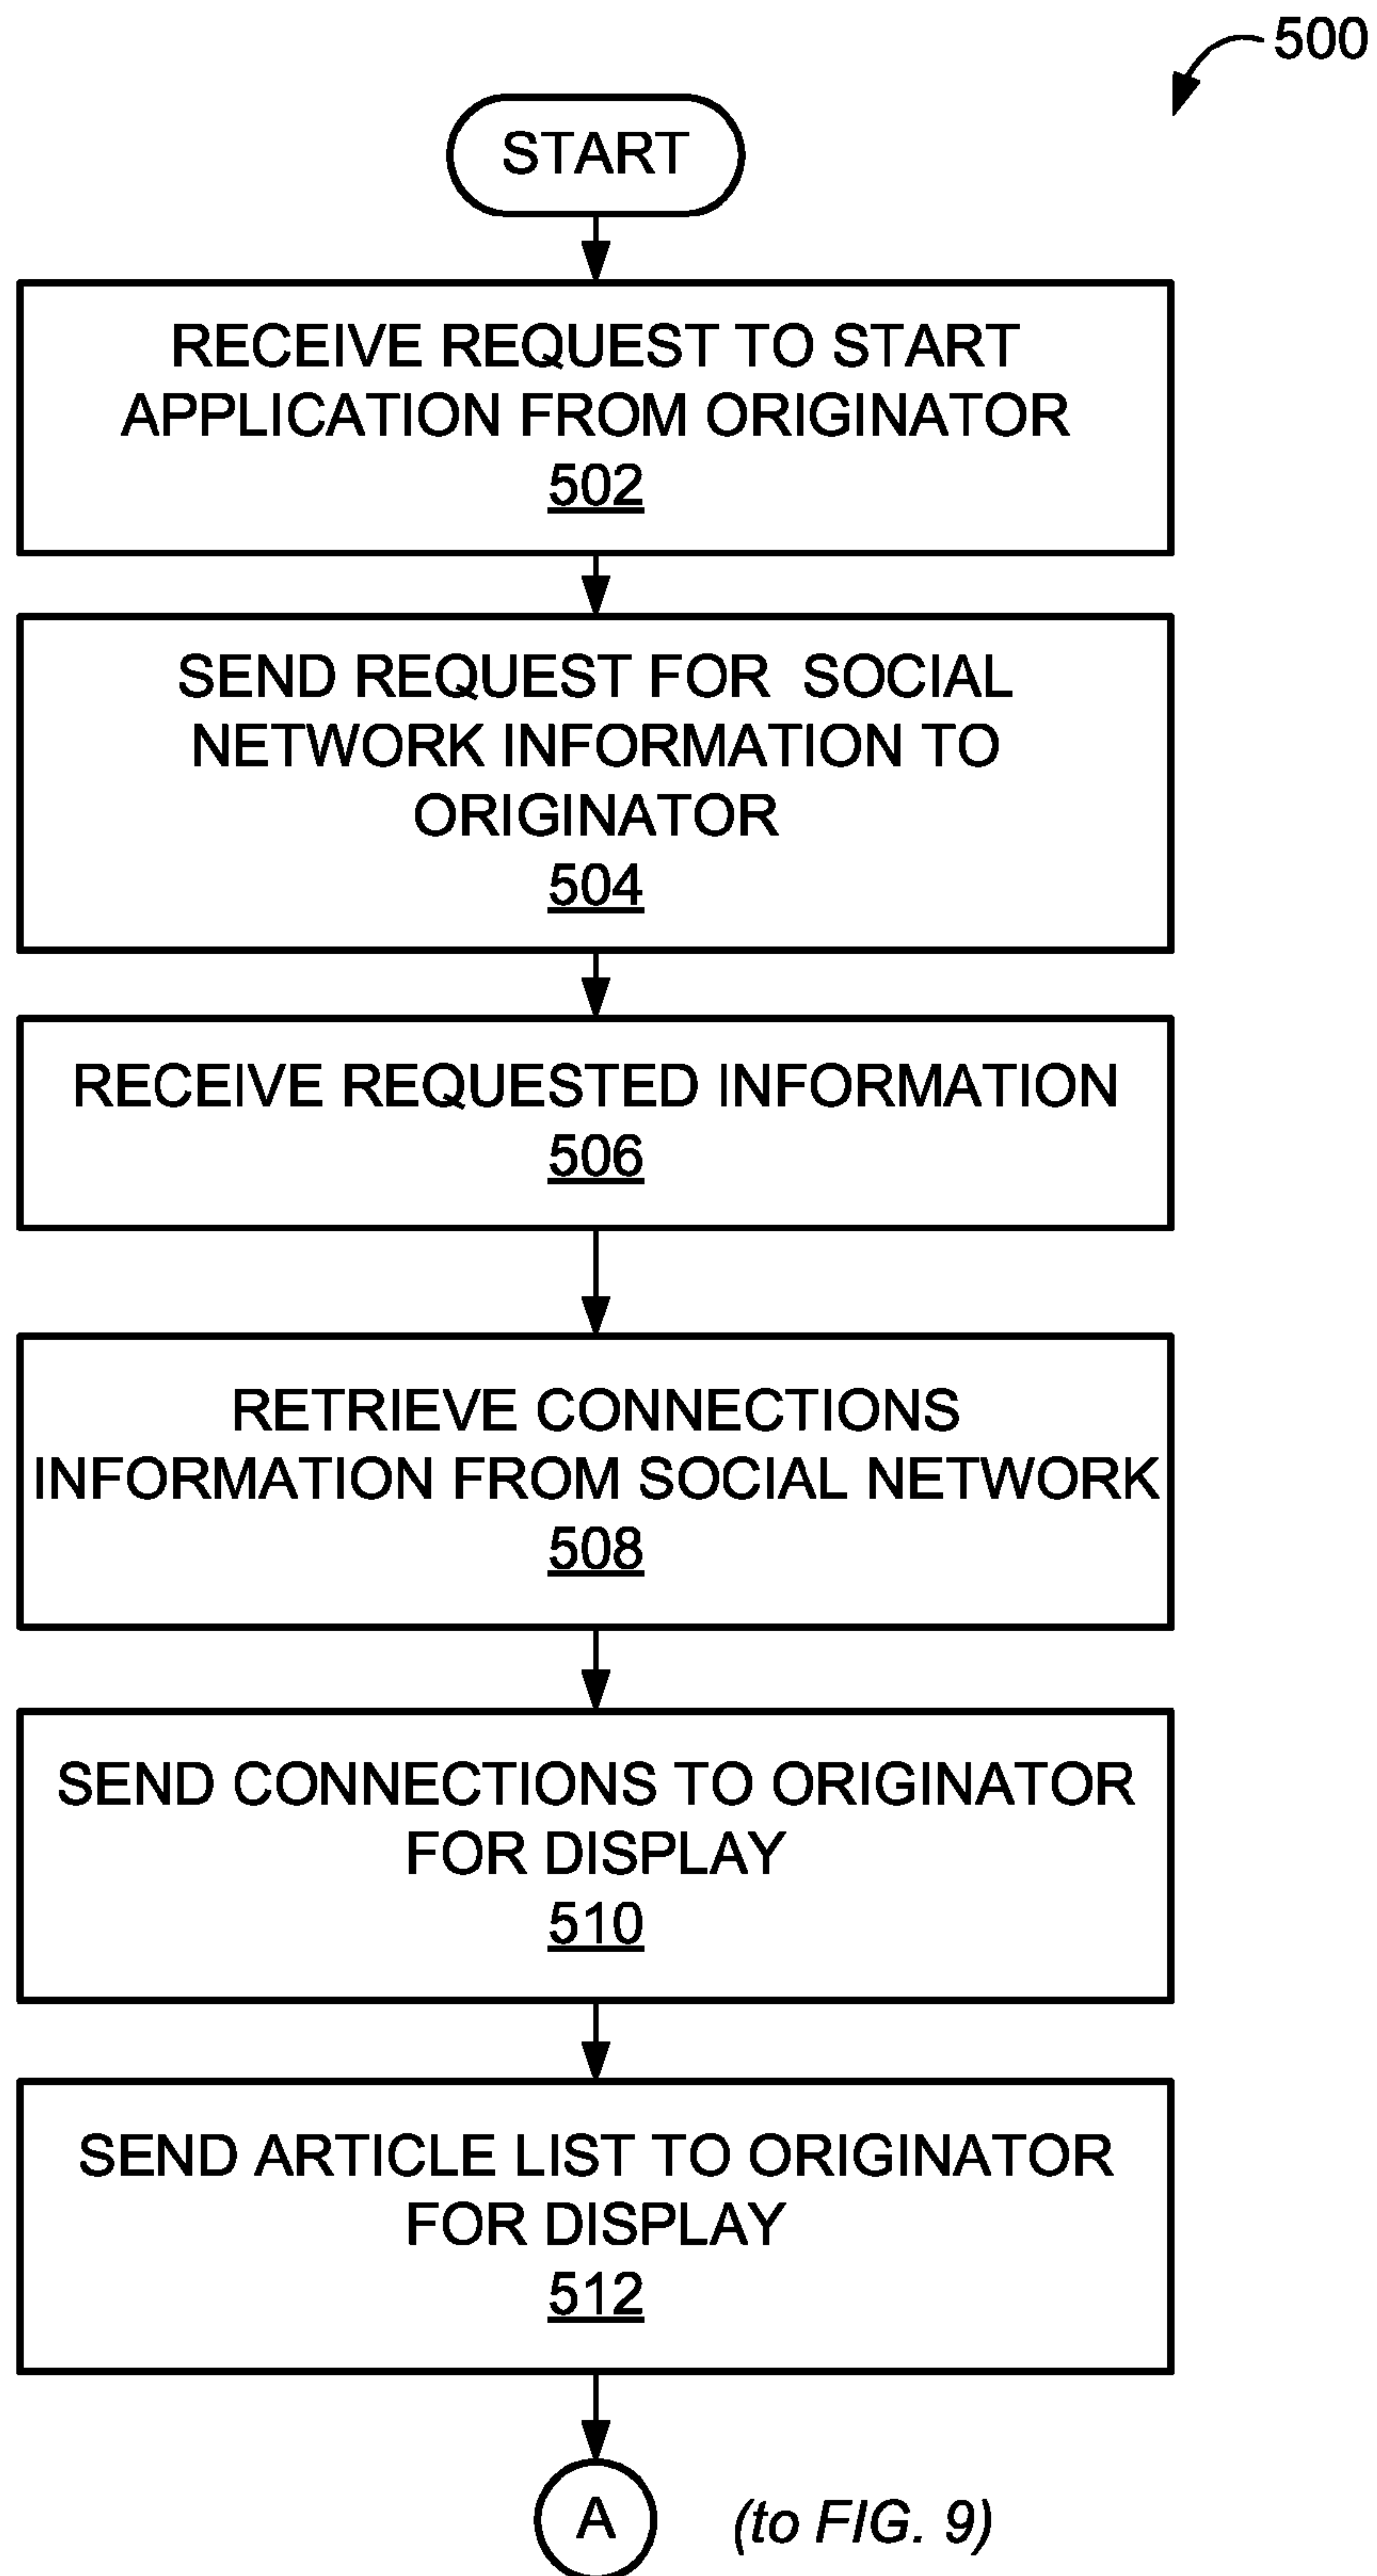 500
START
RECEIVE REQUEST TO START
APPLICATION FROM ORIGINATOR
502
SEND REQUEST FOR SOCIAL
NETWORK INFORMATION TO
ORIGINATOR
504
RECEIVE REQUESTED INFORMATION
506
RETRIEVE CONNECTIONS
INFORMATION FROM SOCIAL NETWORK
508
SEND CONNECTIONS TO ORIGINATOR
FOR DISPLAY
510
SEND ARTICLE LIST TO ORIGINATOR
FOR DISPLAY
512
A (to FIG. 9)